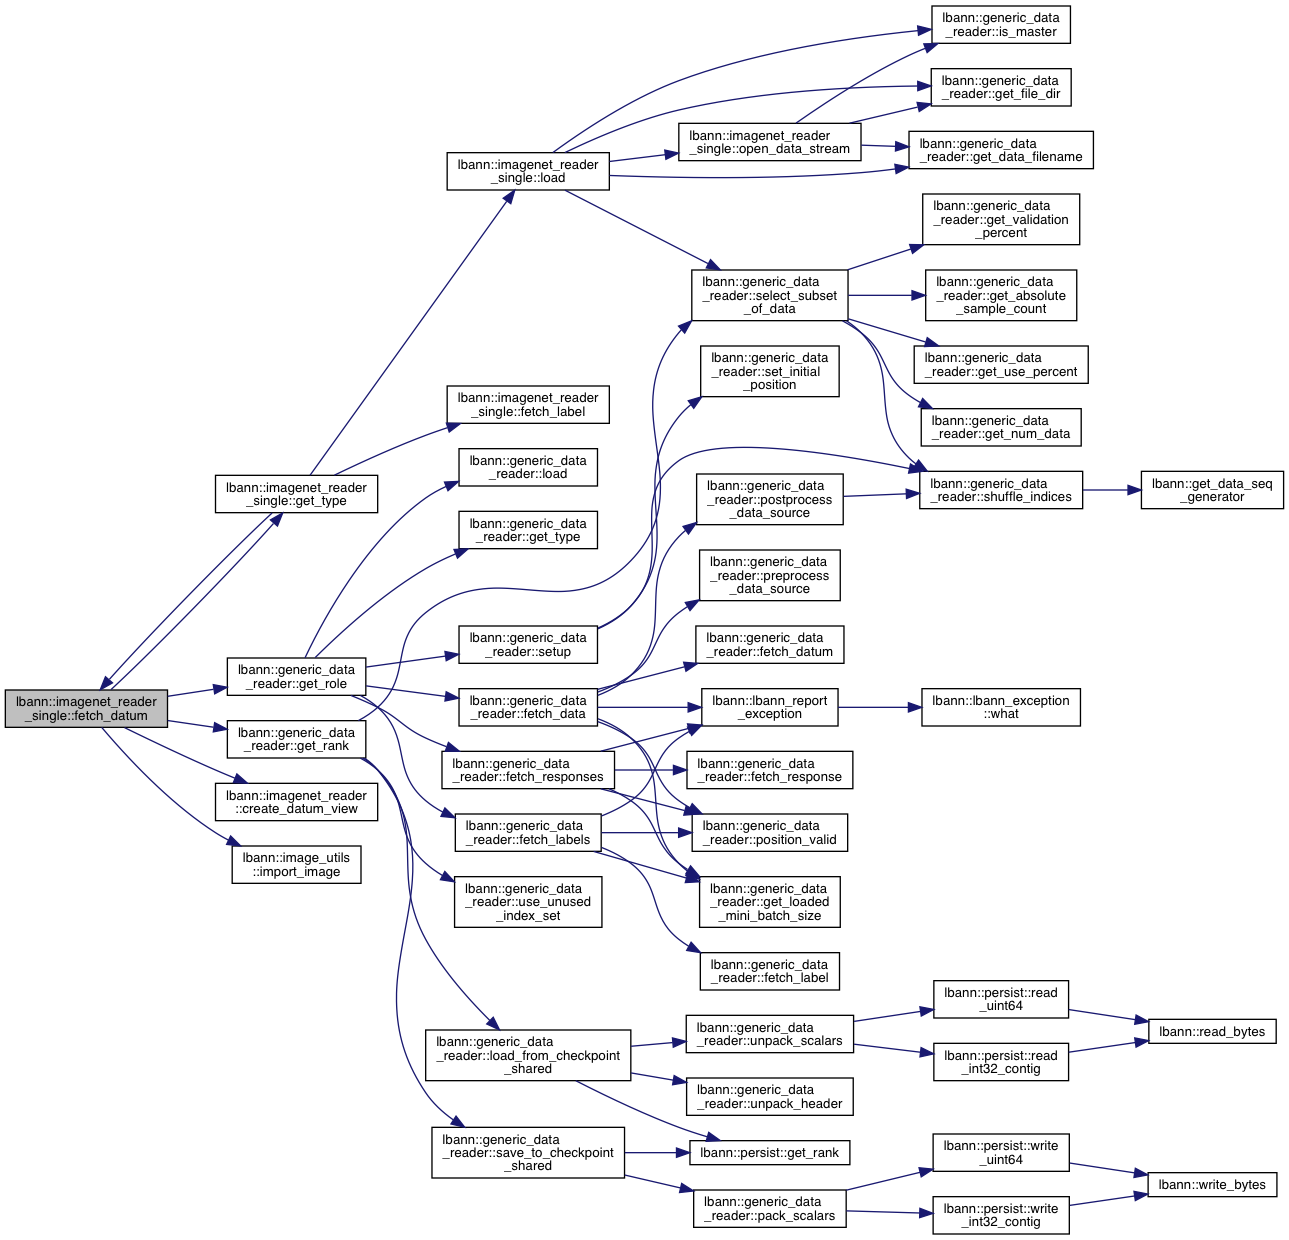 lbann::generic_data
_reader::is_master
lbann::generic_data
_reader::get_file_dir
lbann::imagenet_reader
_single::open_data_stream
lbann::generic_data
_reader::get_data_filename
lbann::imagenet_reader
_single::load
lbann::generic_data
_reader::get_validation
_percent
lbann::generic_data
_reader::select_subset
_of_data
lbann::generic_data
_reader::get_absolute
_sample_count
lbann::generic_data
_reader::set_initial
_position
lbann::generic_data
_reader::get_use_percent
lbann::imagenet_reader
_single::fetch_label
lbann::generic_data
_reader::get_num_data
lbann::generic_data
_reader::load
lbann::imagenet_reader
_single::get_type
lbann::generic_data
_reader::postprocess
_data_source
lbann::generic_data
_reader::shuffle_indices
lbann::get_data_seq
_generator
lbann::generic_data
_reader::get_type
lbann::generic_data
_reader::preprocess
_data_source
lbann::generic_data
_reader::setup
lbann::generic_data
_reader::fetch_datum
lbann::generic_data
_reader::get_role
lbann::imagenet_reader
_single::fetch_datum
lbann::generic_data
_reader::fetch_data
lbann::lbann_report
_exception
lbann::lbann_exception
::what
lbann::generic_data
_reader::get_rank
lbann::generic_data
_reader::fetch_responses
lbann::generic_data
_reader::fetch_response
lbann::imagenet_reader
::create_datum_view
lbann::generic_data
_reader::fetch_labels
lbann::generic_data
_reader::position_valid
lbann::image_utils
::import_image
lbann::generic_data
_reader::use_unused
_index_set
lbann::generic_data
_reader::get_loaded
_mini_batch_size
lbann::generic_data
_reader::fetch_label
lbann::persist::read
_uint64
lbann::generic_data
_reader::unpack_scalars
lbann::read_bytes
lbann::generic_data
_reader::load_from_checkpoint
_shared
lbann::persist::read
_int32_contig
lbann::generic_data
_reader::unpack_header
lbann::generic_data
_reader::save_to_checkpoint
_shared
lbann::persist::get_rank
lbann::persist::write
_uint64
lbann::write_bytes
lbann::generic_data
_reader::pack_scalars
lbann::persist::write
_int32_contig